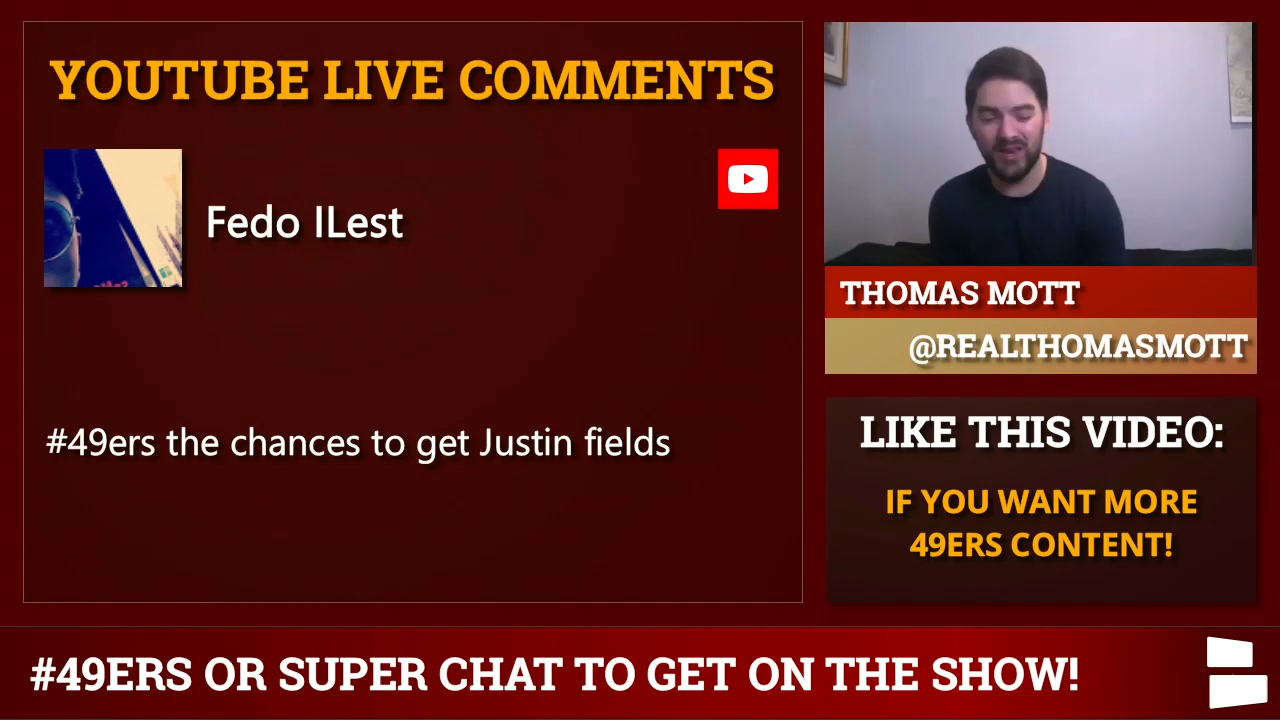 YOUTUBE LIVE COMMENTS
Fedo ILest
#49ers the chances to get Justin fields
THOMAS MOTT
@REALTHOMASMOTT
LIKE THIS VIDEO:
IF YOU WANT MORE
49ERS CONTENT!
#49ERS OR SUPER CHAT TO GET ON THE SHOW!